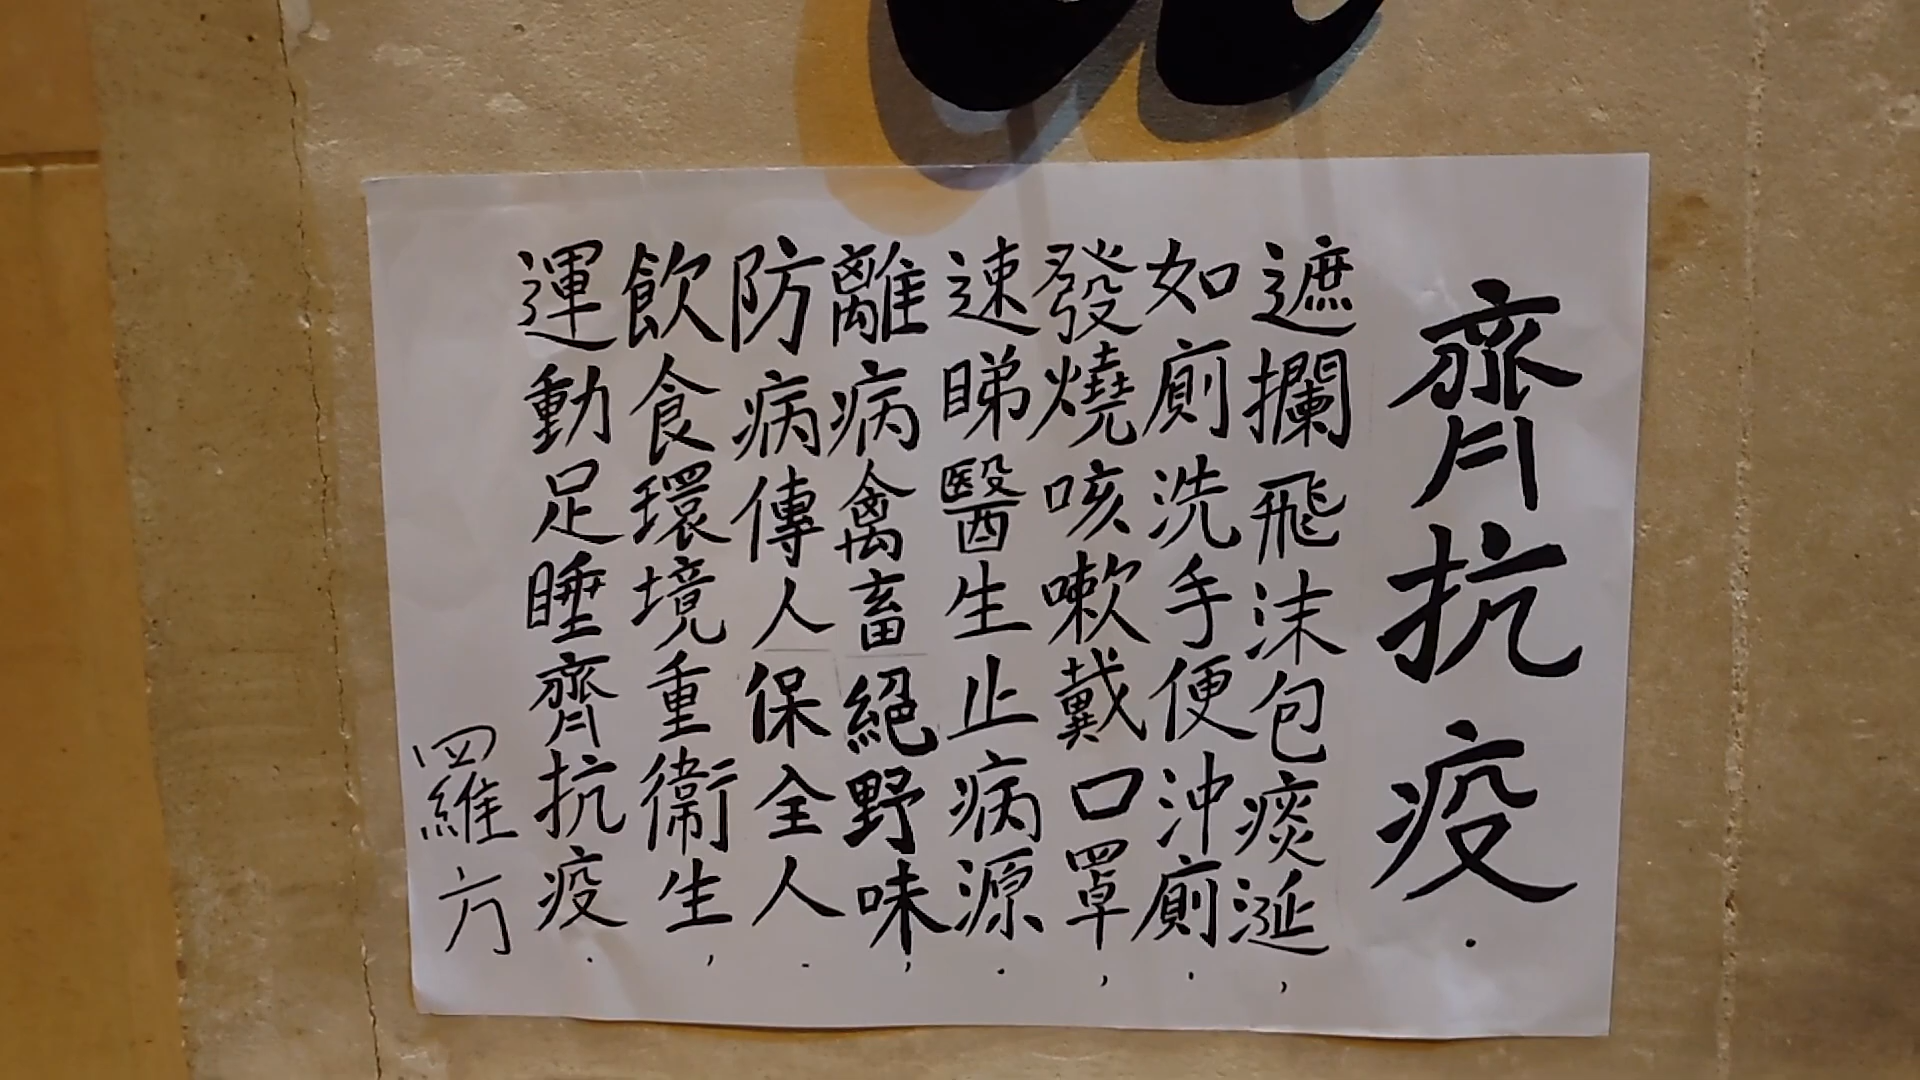 齊抗疫.
遮攔飛沫包痰涎,
如廁洗手便沖廁.
發燒咳嗽戴口罩,
速睇醫生止病源.
離病禽畜絕野味,
防病傳人保全人.
飲食環境重衞生,
運動足睡齊抗疫.
四維方